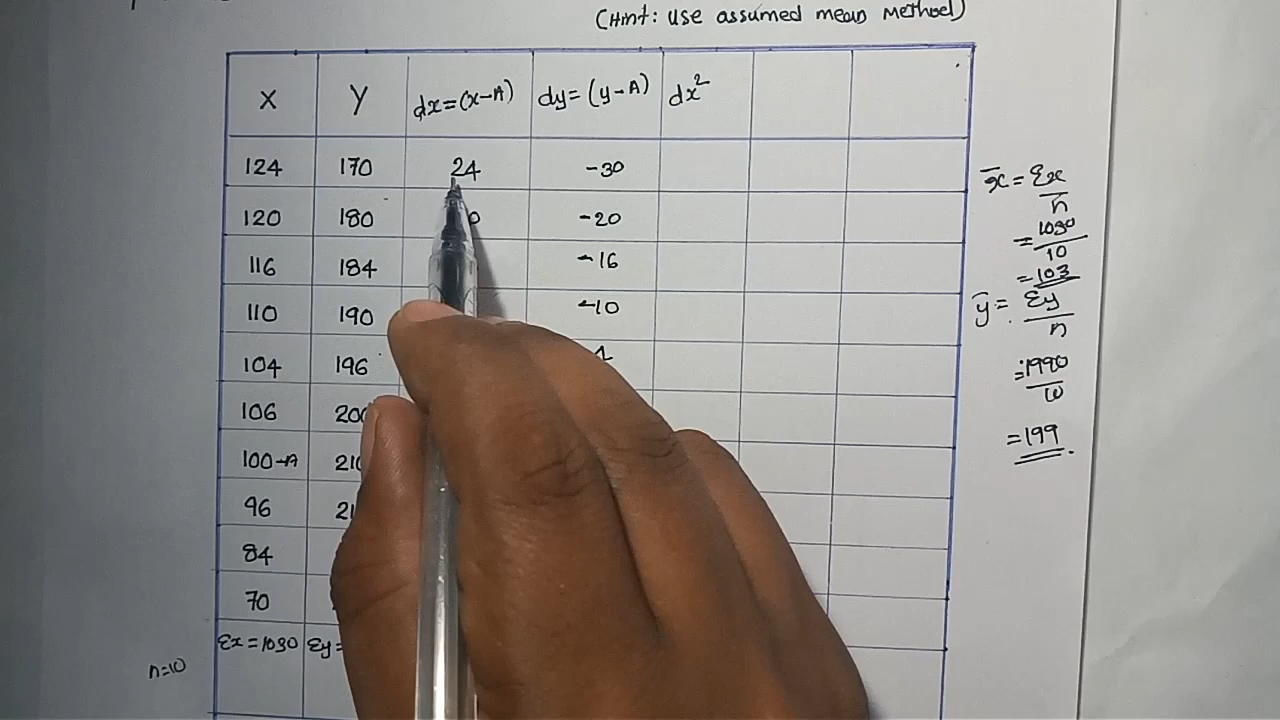 (Hint: use assumed mean method)
X Y dx=(x-A) dy=(y-A) dx²
124 170 24 -30
120 180 -20
116 184 -16
110 190 -10
104 196
106 200
100-A
96
84
70
Σx=1030 Σy=
n=10
x̄=Σx/n
=1030/10
=103
ȳ=Σy/n
=1990/10
=199